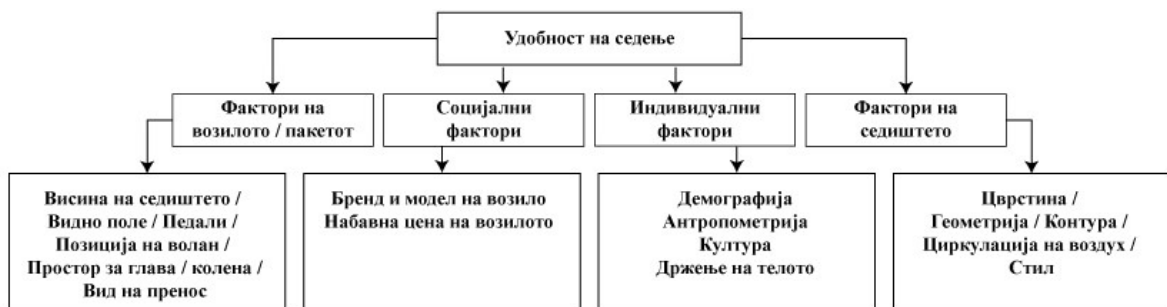 Удобност на седење
Фактори на
возилото / пакетот
Социјални
фактори
Индивидуални
фактори
Фактори на
седиштето
Висина на седиштето /
Видно поле / Педали /
Позиција на волан /
Простор за глава / колена /
Вид на пренос
Бренд и модел на возило
Набавна цена на возилото
Демографија
Антропометрија
Култура
Држење на телото
Цврстина /
Геометрија / Контура /
Циркулација на воздух /
Стил